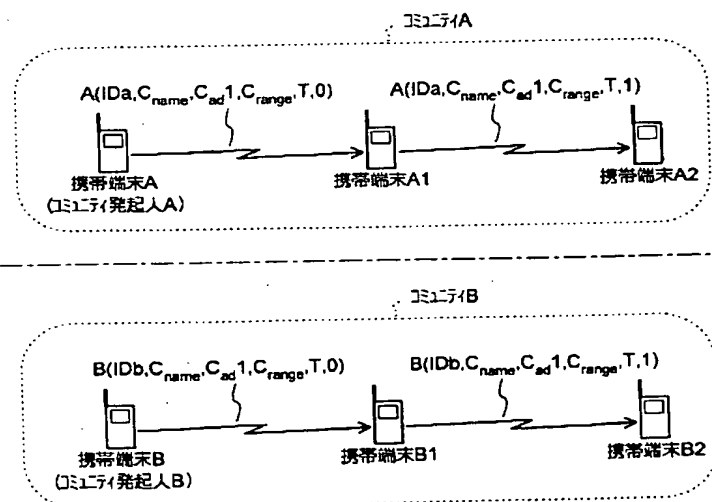 コミュニティA
A(IDa,Cname,Cad1,Crange,T,0) A(IDa,Cname,Cad1,Crange,T,1)
携帯端末A 携帯端末A1 携帯端末A2
(コミュニティ発起人A)
コミュニティB
B(IDb,Cname,Cad1,Crange,T,0) B(IDb,Cname,Cad1,Crange,T,1)
携帯端末B 携帯端末B1 携帯端末B2
(コミュニティ発起人B)